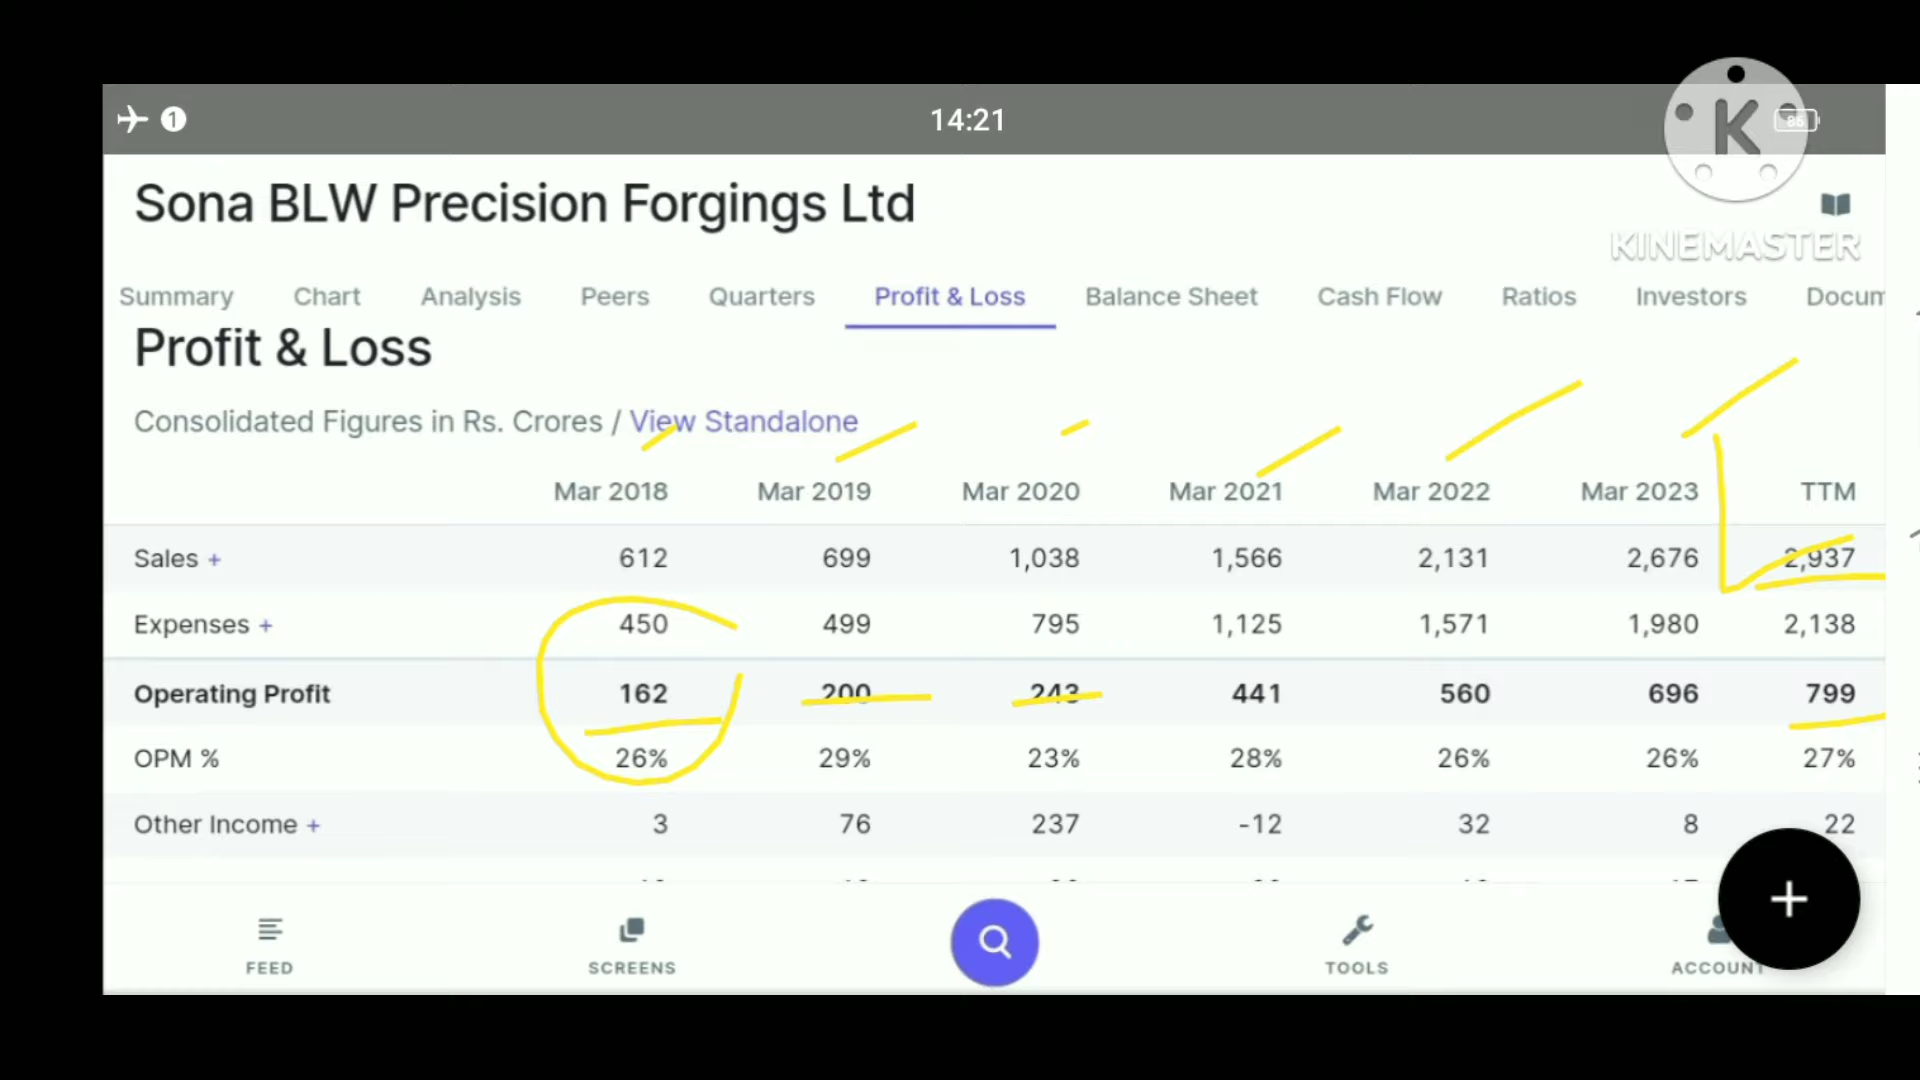 1 14:21 86
K
KINEMASTER
Sona BLW Precision Forgings Ltd
Summary Chart Analysis Peers Quarters Profit & Loss Balance Sheet Cash Flow Ratios Investors Docum
Profit & Loss
Consolidated Figures in Rs. Crores / View Standalone
Mar 2018 Mar 2019 Mar 2020 Mar 2021 Mar 2022 Mar 2023 TTM
Sales + 612 699 1,038 1,566 2,131 2,676 2,937
Expenses + 450 499 795 1,125 1,571 1,980 2,138
Operating Profit 162 200 243 441 560 696 799
OPM % 26% 29% 23% 28% 26% 26% 27%
Other Income + 3 76 237 -12 32 8 22
FEED SCREENS TOOLS ACCOUNT